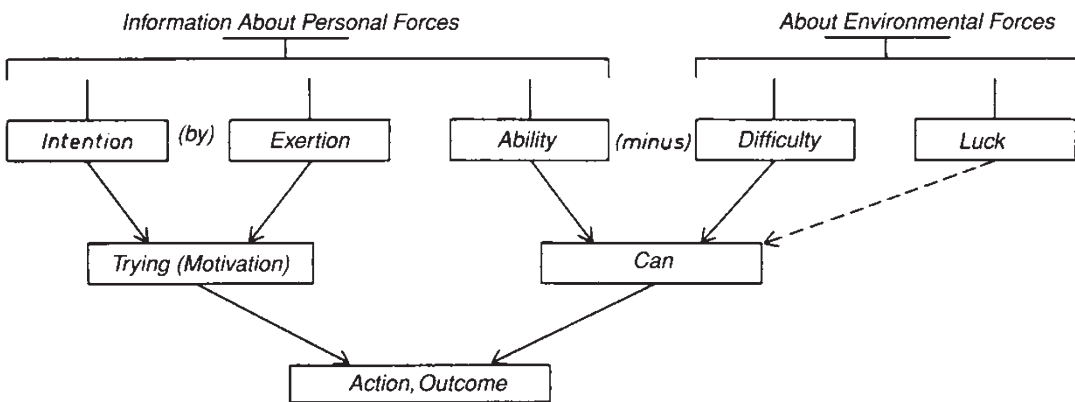 Information About Personal Forces
About Environmental Forces
Intention
(by)
Exertion
Ability
(minus)
Difficulty
Luck
Trying (Motivation)
Can
Action, Outcome